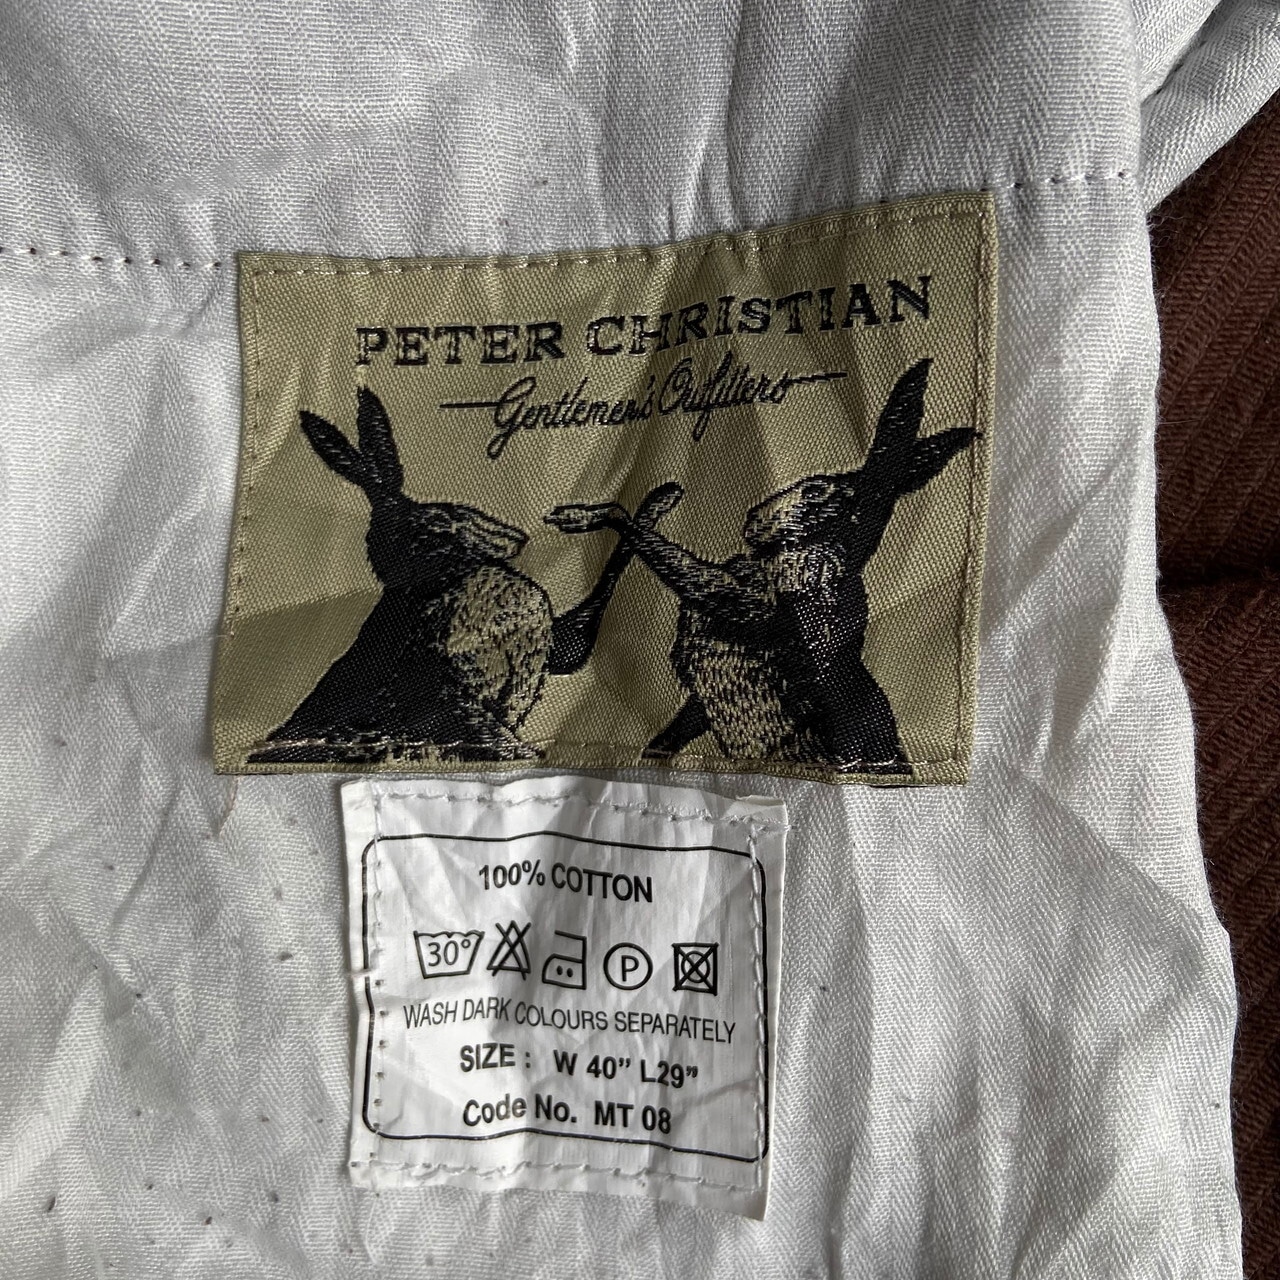 PETER CHRISTIAN
Gentlemen's Outfitters
100% COTTON
30° P
WASH DARK COLOURS SEPARATELY
SIZE : W 40” L29”
Code No. MT 08